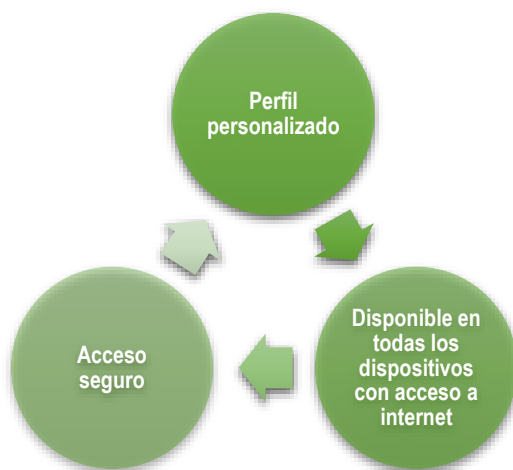 Perfil
personalizado
Disponible en
todas los
dispositivos
con acceso a
internet
Acceso
seguro